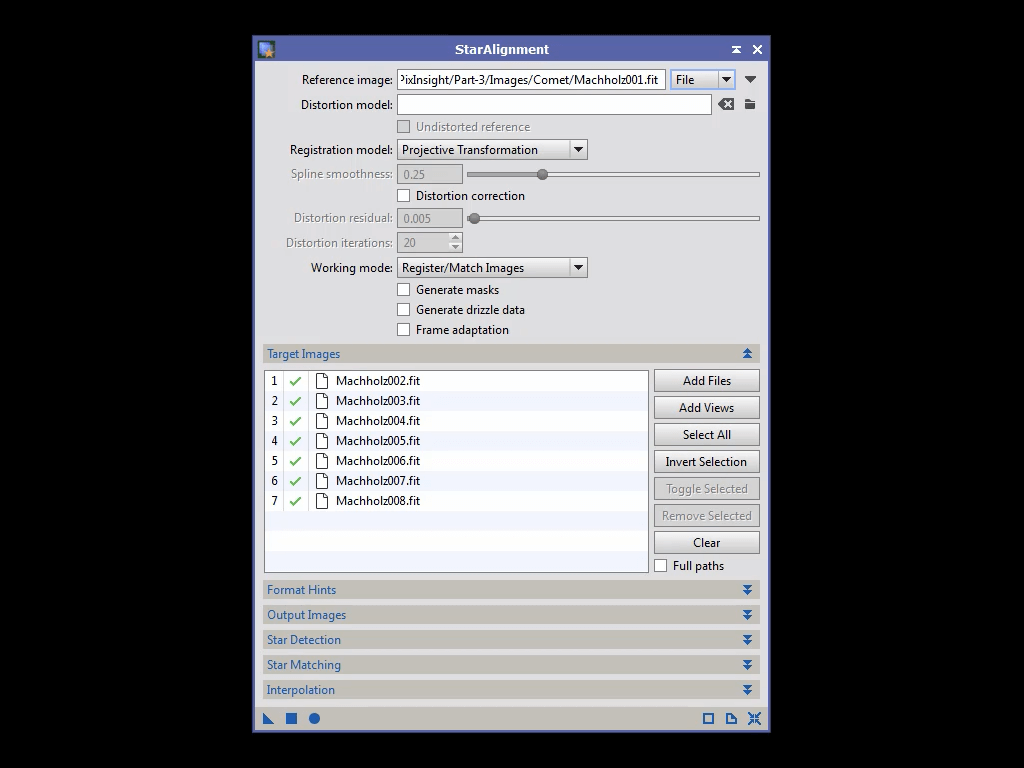 StarAlignment
Reference image: PixInsight/Part-3/Images/Comet/Machholz001.fit File
Distortion model:
Undistorted reference
Registration model: Projective Transformation
Spline smoothness: 0.25
Distortion correction
Distortion residual: 0.005
Distortion iterations: 20
Working mode: Register/Match Images
Generate masks
Generate drizzle data
Frame adaptation
Target Images
1 Machholz002.fit
2 Machholz003.fit
3 Machholz004.fit
4 Machholz005.fit
5 Machholz006.fit
6 Machholz007.fit
7 Machholz008.fit
Add Files
Add Views
Select All
Invert Selection
Toggle Selected
Remove Selected
Clear
Full paths
Format Hints
Output Images
Star Detection
Star Matching
Interpolation